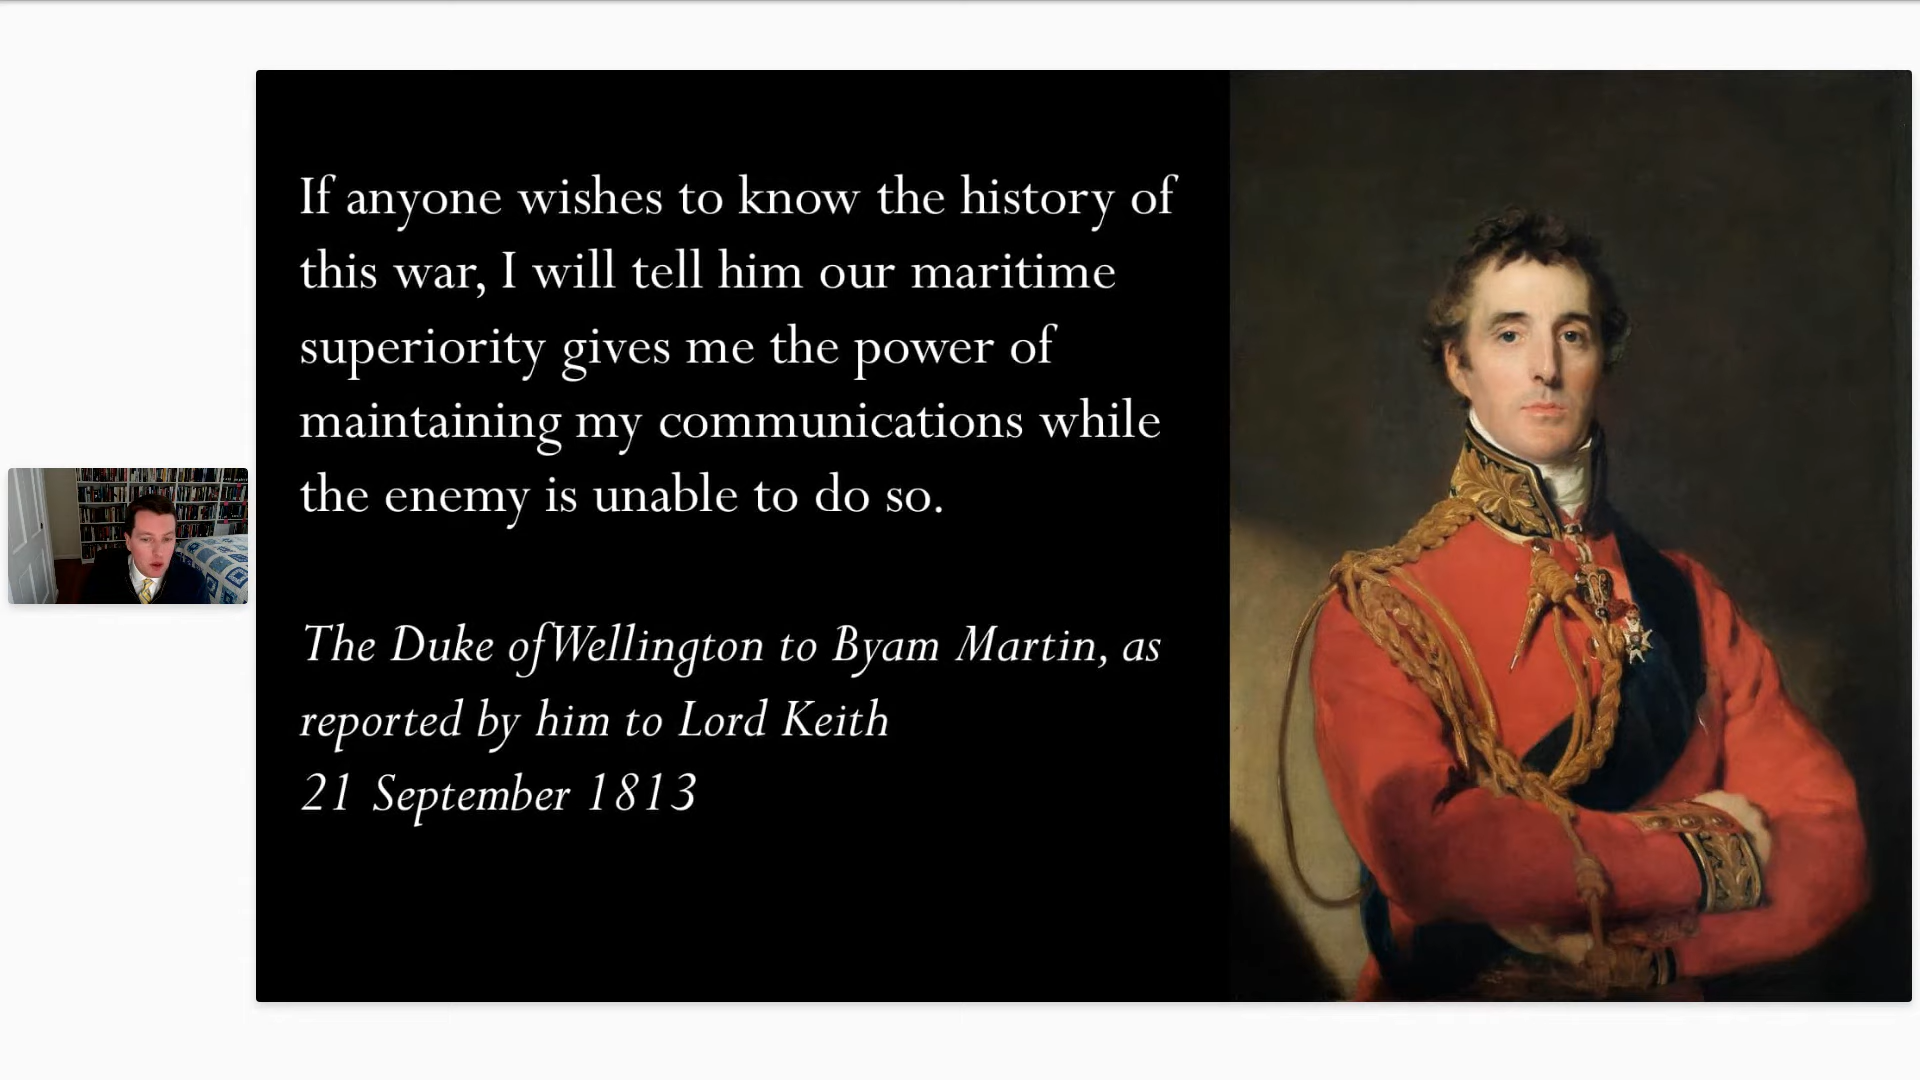 If anyone wishes to know the history of
this war, I will tell him our maritime
superiority gives me the power of
maintaining my communications while
the enemy is unable to do so.
The Duke of Wellington to Byam Martin, as
reported by him to Lord Keith
21 September 1813